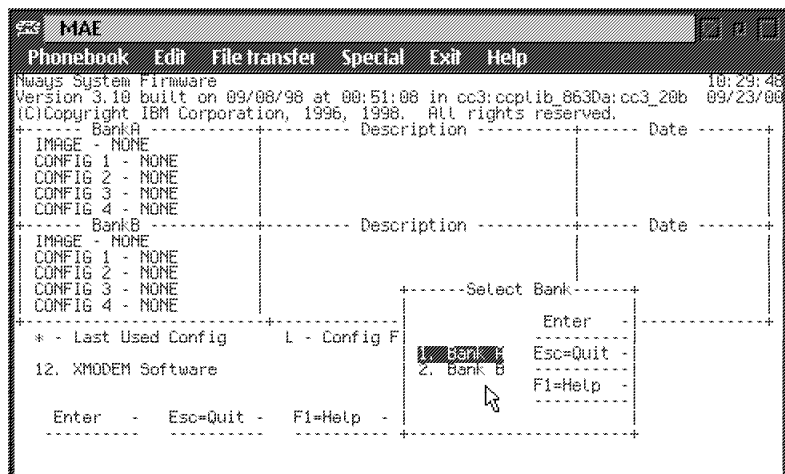 MAE
Phonebook Edit File transfer Special Exit Help
Nways System Firmware 10:29:48
Version 3.10 built on 09/08/98 at 00:51:08 in cc3:ccplib_863Da:cc3_20b 09/23/00
(C)Copyright IBM Corporation, 1996, 1998. All rights reserved.
BankA Description Date
IMAGE - NONE
CONFIG 1 - NONE
CONFIG 2 - NONE
CONFIG 3 - NONE
CONFIG 4 - NONE
BankB Description Date
IMAGE - NONE
CONFIG 1 - NONE
CONFIG 2 - NONE
CONFIG 3 - NONE
CONFIG 4 - NONE
* - Last Used Config L - Config F
12. XMODEM Software
Enter - Esc=Quit - F1=Help -
Select Bank
Enter -
1. Bank A Esc=Quit -
2. Bank B
F1=Help -